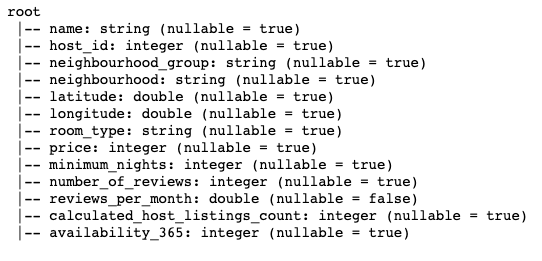 root
 |-- name: string (nullable = true)
 |-- host_id: integer (nullable = true)
 |-- neighbourhood_group: string (nullable = true)
 |-- neighbourhood: string (nullable = true)
 |-- latitude: double (nullable = true)
 |-- longitude: double (nullable = true)
 |-- room_type: string (nullable = true)
 |-- price: integer (nullable = true)
 |-- minimum_nights: integer (nullable = true)
 |-- number_of_reviews: integer (nullable = true)
 |-- reviews_per_month: double (nullable = false)
 |-- calculated_host_listings_count: integer (nullable = true)
 |-- availability_365: integer (nullable = true)